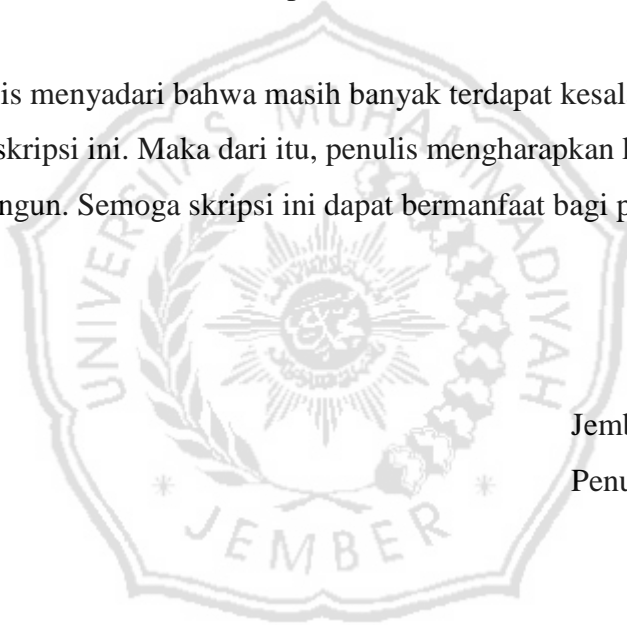 is menyadari bahwa masih banyak terdapat kesal
skripsi ini. Maka dari itu, penulis mengharapkan
ngun. Semoga skripsi ini dapat bermanfaat bagi p
UNIVERSITAS MUHAMMADIYAH
Jemb
Penu
* JEMBER *